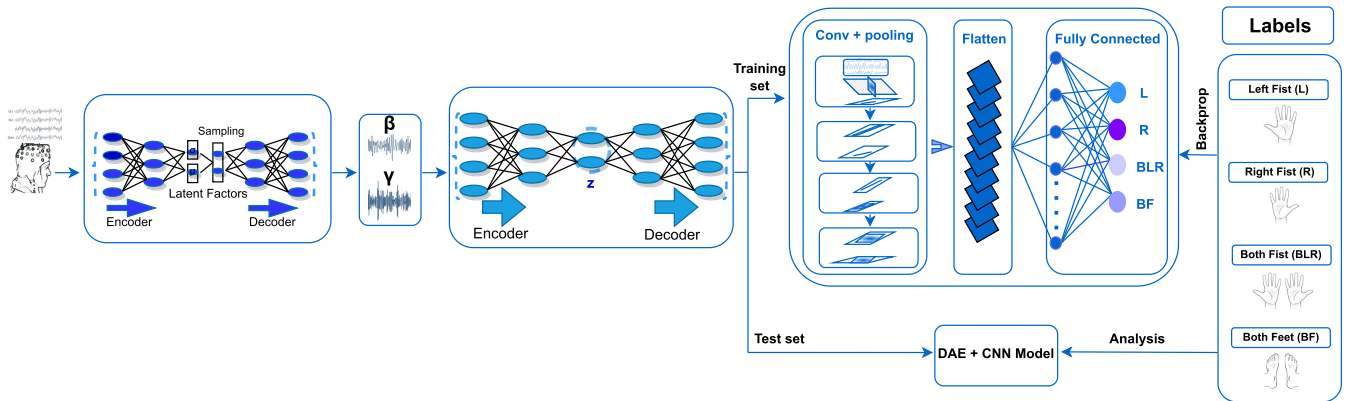 Sampling
σ
μ
Latent Factors
Encoder
Decoder
β
γ
z
Encoder
Decoder
Training
set
Test set
Conv + pooling
Flatten
Fully Connected
L
R
BLR
BF
Backprop
DAE + CNN Model
Analysis
Labels
Left Fist (L)
Right Fist (R)
Both Fist (BLR)
Both Feet (BF)